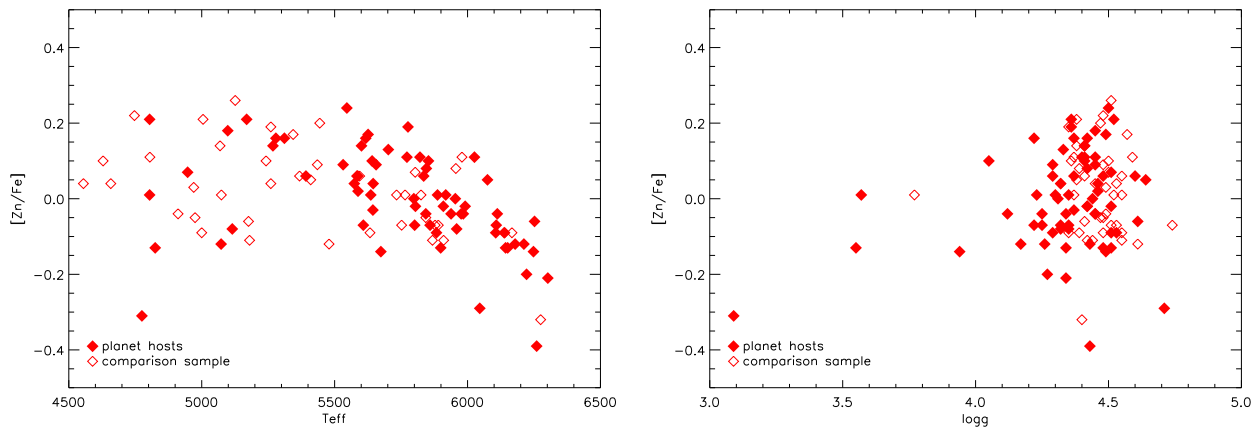 0.4
0.2
0.0
−0.2
−0.4
[Zn/Fe]
planet hosts
comparison sample
4500 5000 5500 6000 6500
Teff
0.4
0.2
0.0
−0.2
−0.4
[Zn/Fe]
planet hosts
comparison sample
3.0 3.5 4.0 4.5 5.0
logg